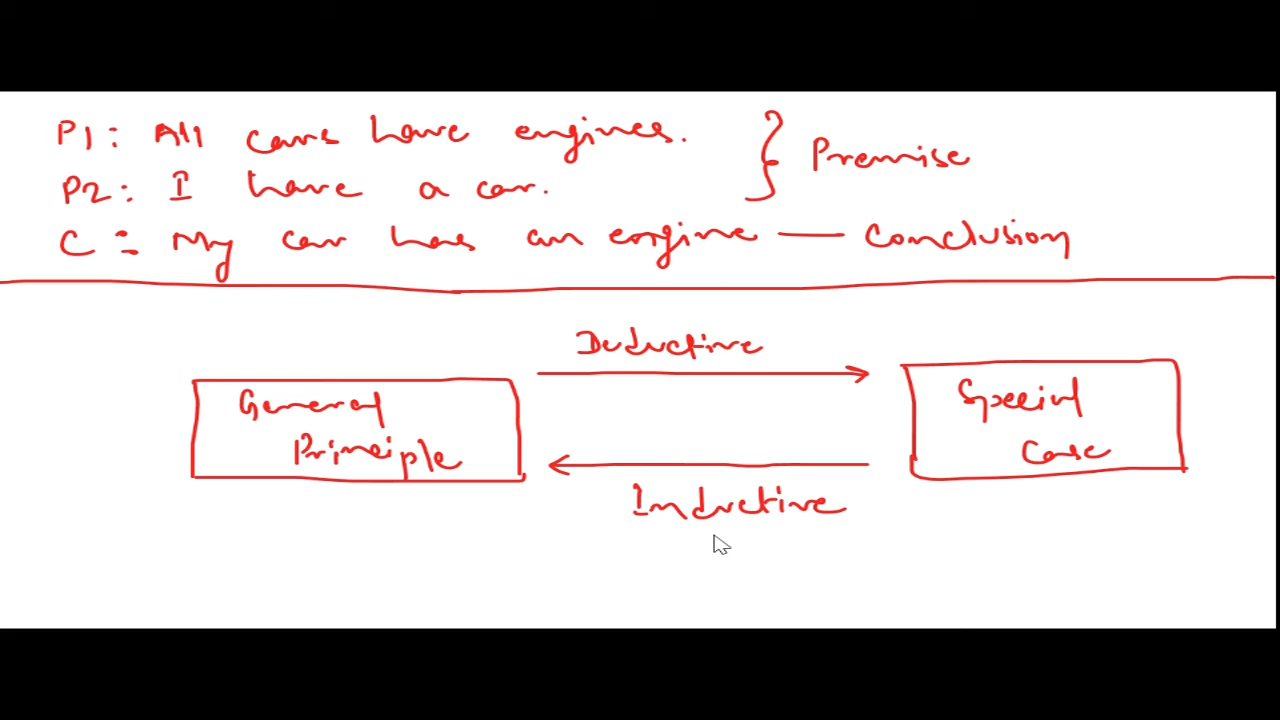 P1: All cars have engines. } Premise
P2: I have a car.
C: My car has an engine — Conclusion
Deductive
General
Principle
Special
Case
Inductive